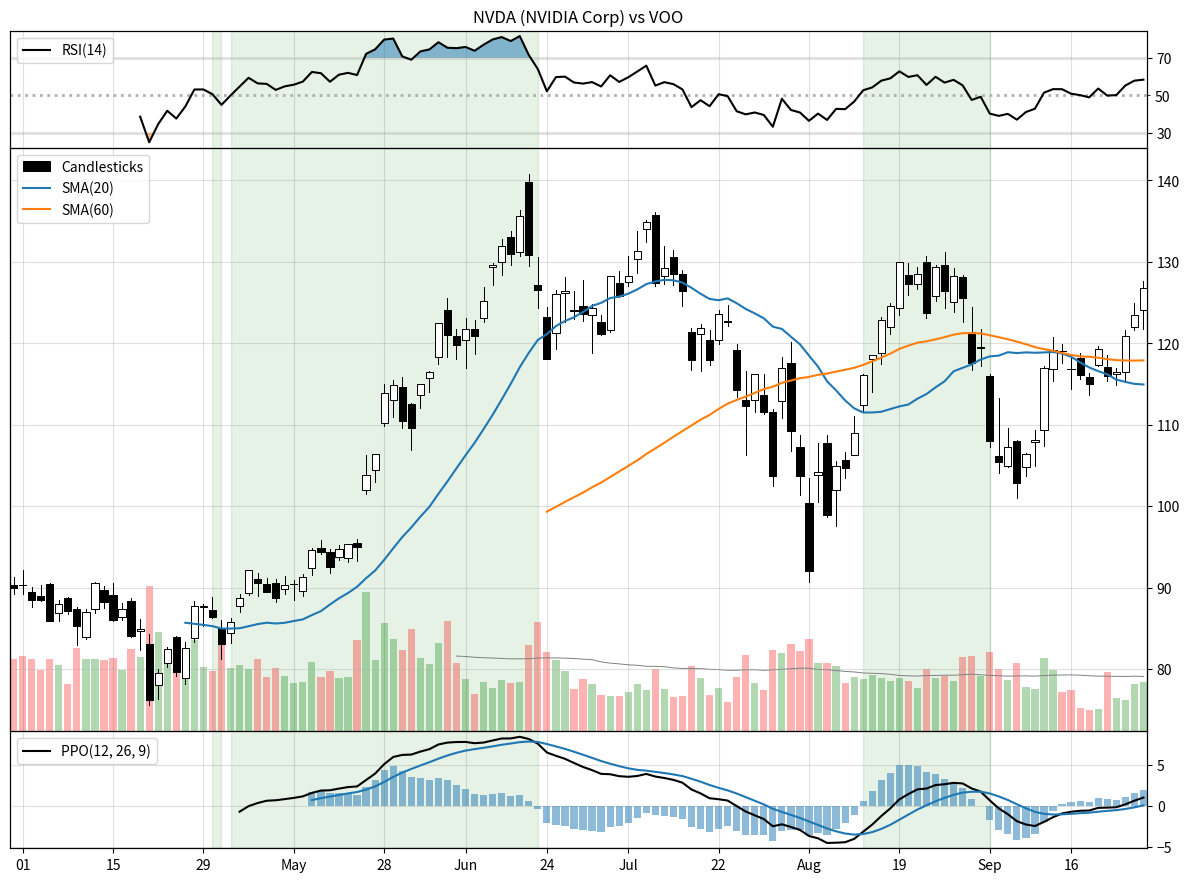 NVDA (NVIDIA Corp) vs VOO
RSI(14)
70
50
30
Candlesticks
SMA(20)
SMA(60)
140
130
120
110
100
90
80
PPO(12, 26, 9)
5
0
−5
01 15 29 May 28 Jun 24 Jul 22 Aug 19 Sep 16